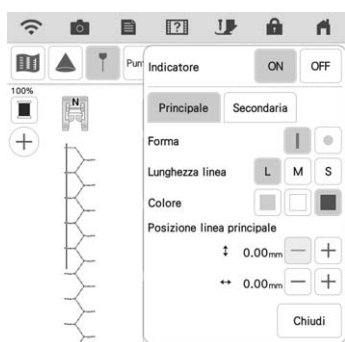 Pun
Indicatore ON OFF
100%
N
Principale Secondaria
Forma
Lunghezza linea L M S
Colore
Posizione linea principale
↕ 0.00mm − +
↔ 0.00mm − +
Chiudi